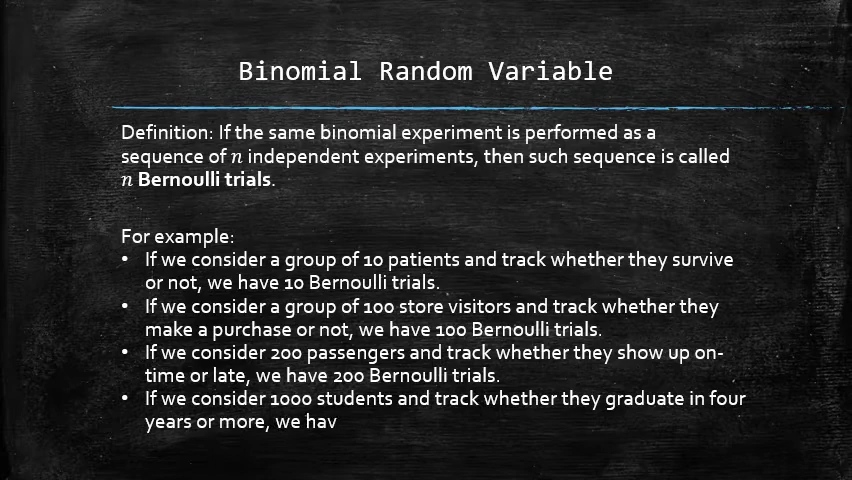 Binomial Random Variable
Definition: If the same binomial experiment is performed as a
sequence of n independent experiments, then such sequence is called
n Bernoulli trials.
For example:
• If we consider a group of 10 patients and track whether they survive
or not, we have 10 Bernoulli trials.
• If we consider a group of 100 store visitors and track whether they
make a purchase or not, we have 100 Bernoulli trials.
• If we consider 200 passengers and track whether they show up on-
time or late, we have 200 Bernoulli trials.
• If we consider 1000 students and track whether they graduate in four
years or more, we hav